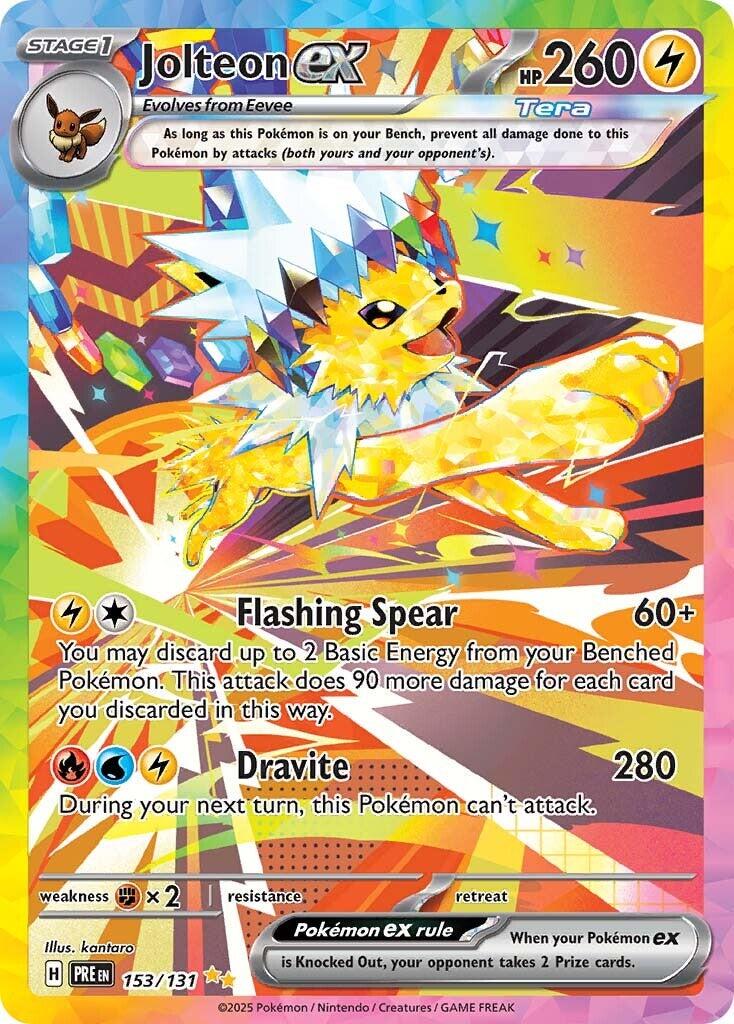 STAGE1
Jolteon ex
HP 260
Evolves from Eevee
Tera
As long as this Pokémon is on your Bench, prevent all damage done to this
Pokémon by attacks (both yours and your opponent's).
Flashing Spear 60+
You may discard up to 2 Basic Energy from your Benched
Pokémon. This attack does 90 more damage for each card
you discarded in this way.
Dravite 280
During your next turn, this Pokémon can't attack.
weakness ×2 resistance retreat
Illus. kantaro
Pokémon ex rule
When your Pokémon ex
is Knocked Out, your opponent takes 2 Prize cards.
H PRE EN 153/131
©2025 Pokémon / Nintendo / Creatures / GAME FREAK